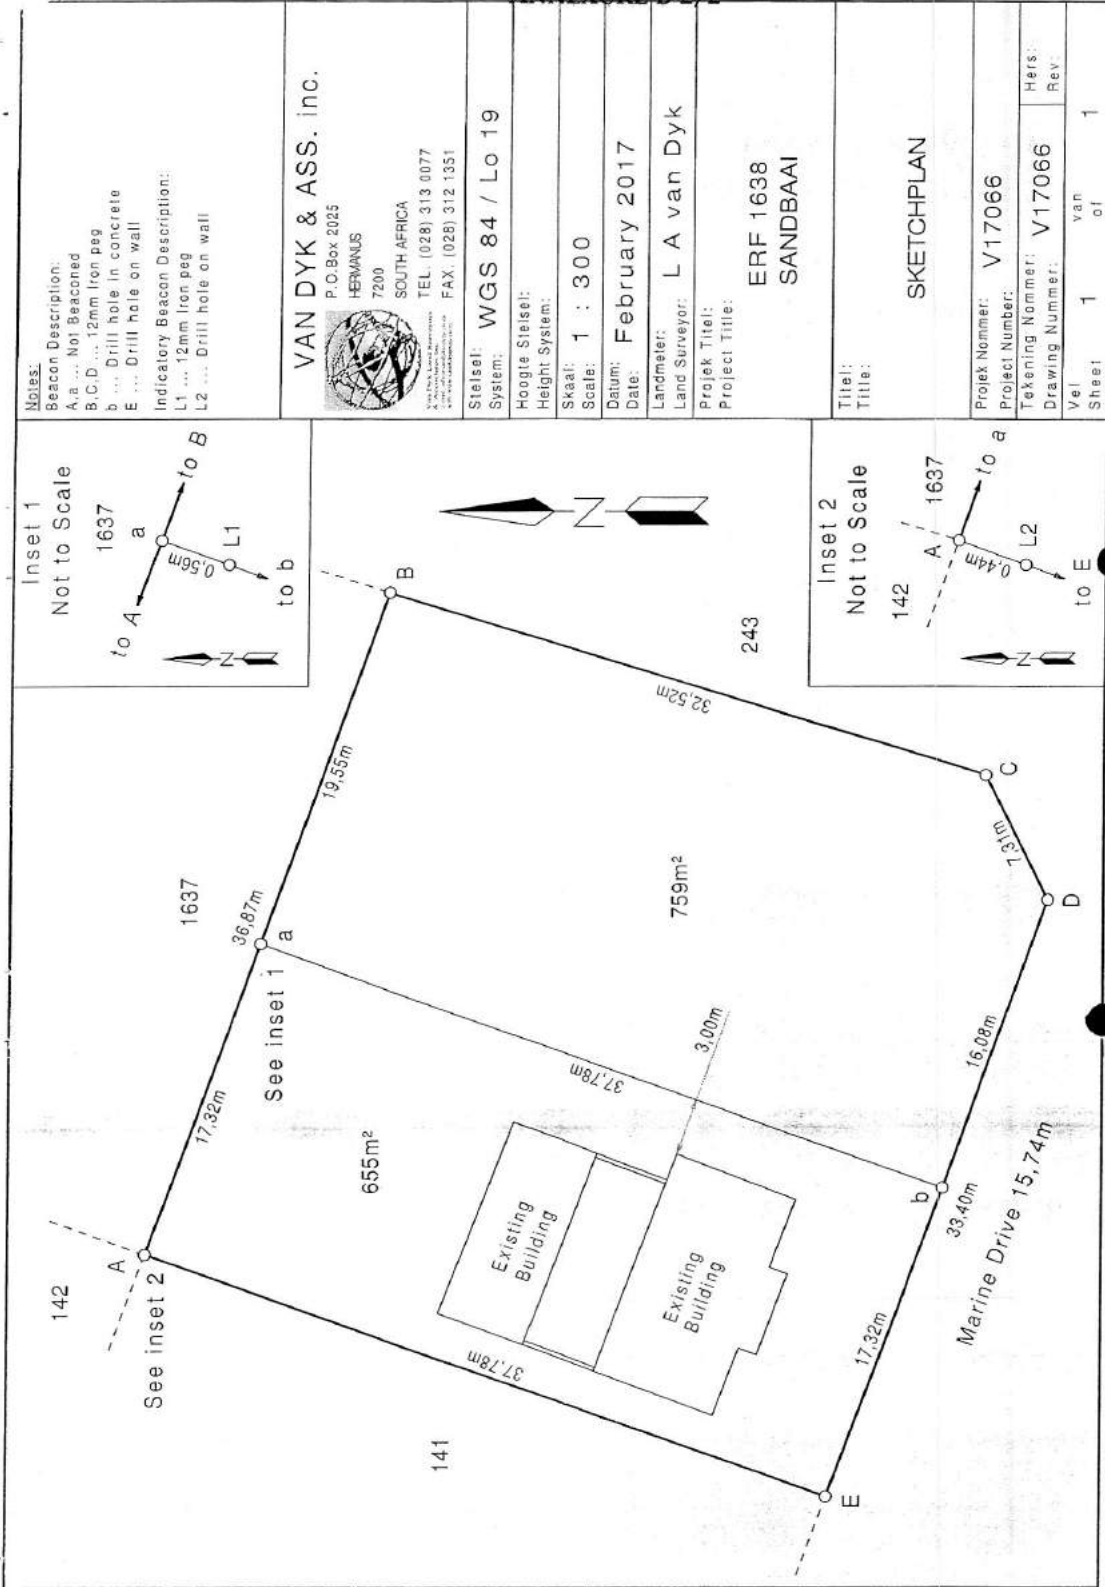 Inset 1
Not to Scale
1637
to A
a
to B
0,56m
L1
to b
N
Notes:
Beacon Description:
A,a ... Not Beaconed
B,C,D ... 12mm Iron peg
b ... Drill hole in concrete
E ... Drill hole on wall
Indicatory Beacon Description:
L1 ... 12mm Iron peg
L2 ... Drill hole on wall
VAN DYK & ASS. inc.
P.O.Box 2025
HERMANUS
7200
SOUTH AFRICA
TEL. (028) 313 0077
FAX. (028) 312 1351
Stelsel:
System:
WGS 84 / Lo 19
Hoogte Stelsel:
Height System:
Skaal:
Scale:
1 : 300
Datum:
Date:
February 2017
Landmeter:
Land Surveyor:
L A van Dyk
Projek Titel:
Project Title:
ERF 1638
SANDBAAI
Titel:
Title:
SKETCHPLAN
Projek Nommer:
Project Number:
V17066
Tekening Nommer:
Drawing Nummer:
V17066
Hers:
Rev:
Vel
Sheet
1
van
of
1
142
A
See inset 2
17,32m
1637
36,87m
a
See inset 1
19,55m
B
N
655m²
37,78m
759m²
32,52m
243
141
37,78m
Existing
Building
Existing
Building
3,00m
E
17,32m
b
33,40m
16,08m
D
7,31m
C
Marine Drive 15,74m
Inset 2
Not to Scale
142
A
1637
to a
0,44m
L2
to E
N